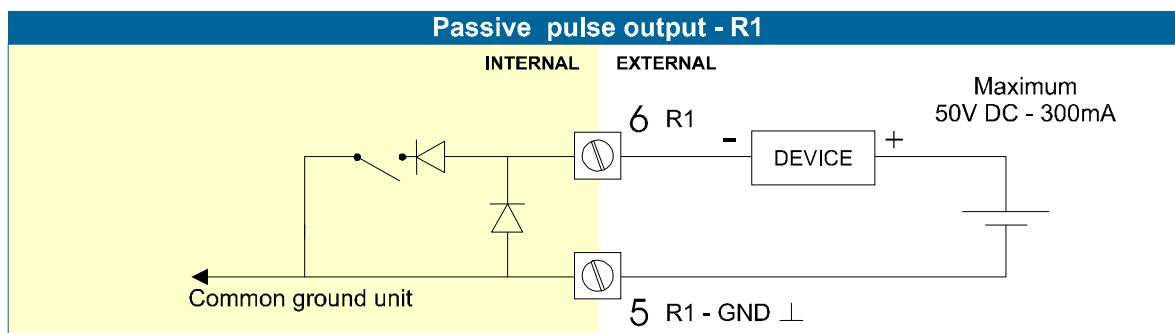 Passive pulse output - R1
INTERNAL
EXTERNAL
Maximum
50V DC - 300mA
6 R1
- DEVICE +
Common ground unit
5 R1 - GND ⊥